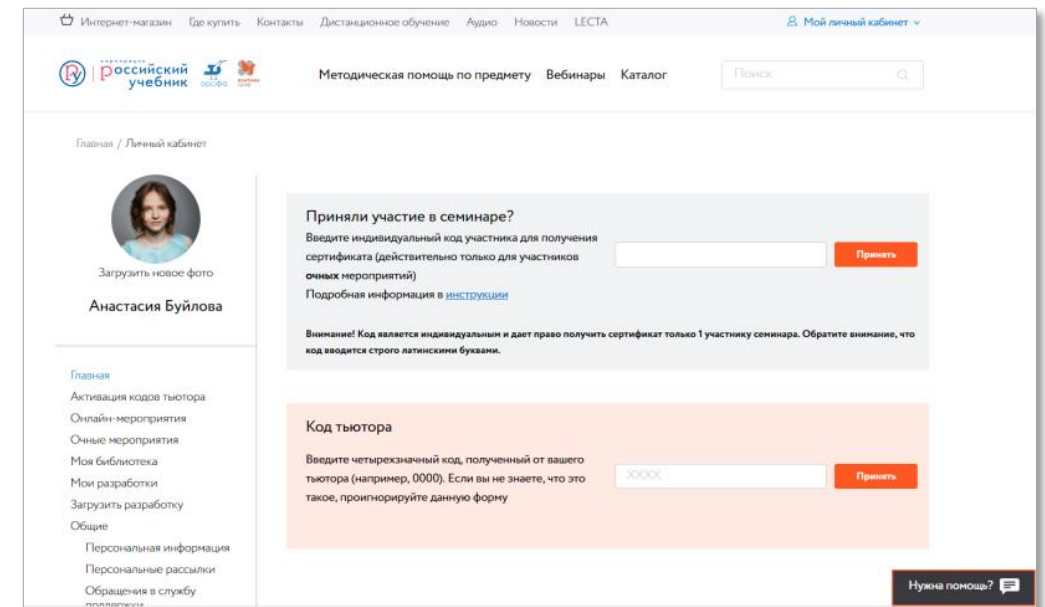 Интернет-магазин Где купить Контакты Дистанционное обучение Аудио Новости LECTA Мой личный кабинет
корпорация
российский
учебник
дрофа
Методическая помощь по предмету Вебинары Каталог Поиск
Главная / Личный кабинет
Загрузить новое фото
Анастасия Буйлова
Главная
Активация кодов тьютора
Онлайн-мероприятия
Очные мероприятия
Моя библиотека
Мои разработки
Загрузить разработку
Общие
Персональная информация
Персональные рассылки
Обращения в службу
поддержки
Приняли участие в семинаре?
Введите индивидуальный код участника для получения
сертификата (действительно только для участников
очных мероприятий)
Подробная информация в инструкции
Принять
Внимание! Код является индивидуальным и дает право получить сертификат только 1 участнику семинара. Обратите внимание, что
код вводится строго латинскими буквами.
Код тьютора
Введите четырехзначный код, полученный от вашего
тьютора (например, 0000). Если вы не знаете, что это
такое, проигнорируйте данную форму
XXXX
Принять
Нужна помощь?